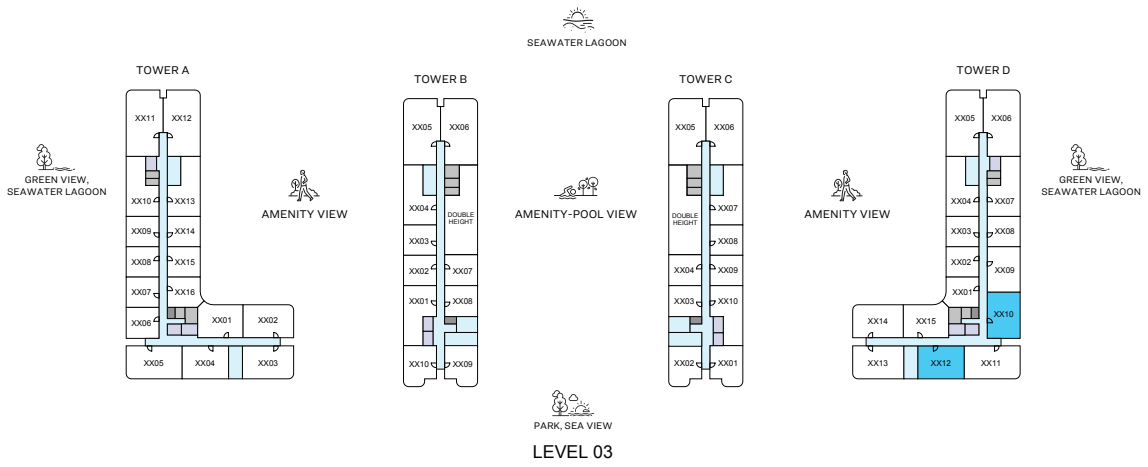 SEAWATER LAGOON
TOWER A
TOWER B
TOWER C
TOWER D
XX11 XX12
XX10 XX13
XX09 XX14
XX08 XX15
XX07 XX16
XX06 XX01 XX02
XX05 XX04 XX03
XX05 XX06
XX04 DOUBLE
HEIGHT
XX03
XX02 XX07
XX01 XX08
XX10 XX09
XX05 XX06
XX07
DOUBLE
HEIGHT
XX08
XX04 XX09
XX03 XX10
XX02 XX01
XX05 XX06
XX04 XX07
XX03 XX08
XX02 XX09
XX01 XX10
XX14 XX15
XX13 XX12 XX11
GREEN VIEW,
SEAWATER LAGOON
AMENITY VIEW
AMENITY-POOL VIEW
AMENITY VIEW
GREEN VIEW,
SEAWATER LAGOON
PARK, SEA VIEW
LEVEL 03